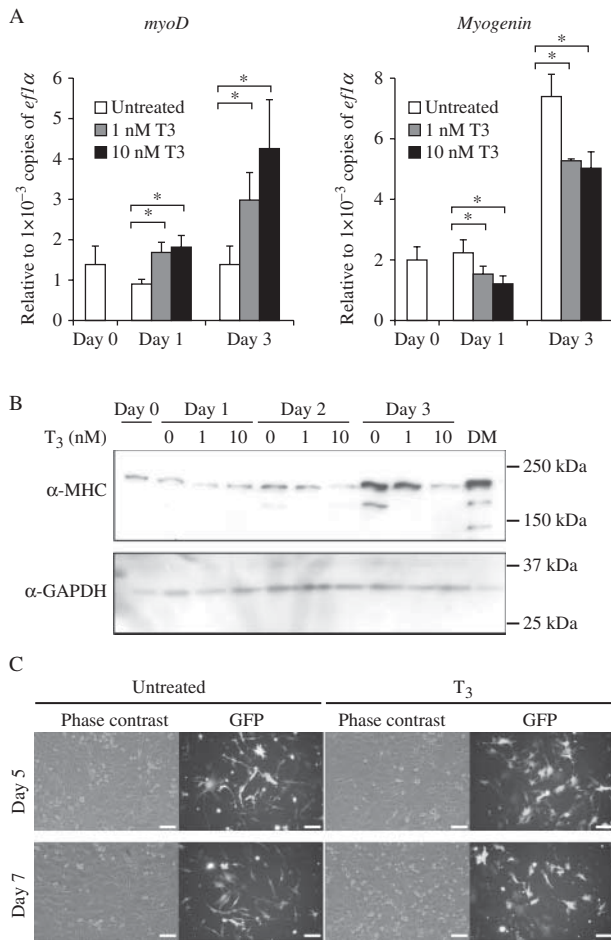 A
myoD
Myogenin
Relative to 1×10⁻³ copies of ef1α
6
5
4
3
2
1
0
Untreated
1 nM T3
10 nM T3
* * * *
Day 0 Day 1 Day 3
Relative to 1×10⁻³ copies of ef1α
8
6
4
2
0
Untreated
1 nM T3
10 nM T3
* * * *
Day 0 Day 1 Day 3
B
Day 0 Day 1 Day 2 Day 3
T₃ (nM) 0 1 10 0 1 10 0 1 10 DM
α-MHC
250 kDa
150 kDa
α-GAPDH
37 kDa
25 kDa
C
Untreated T₃
Phase contrast GFP Phase contrast GFP
Day 5
Day 7